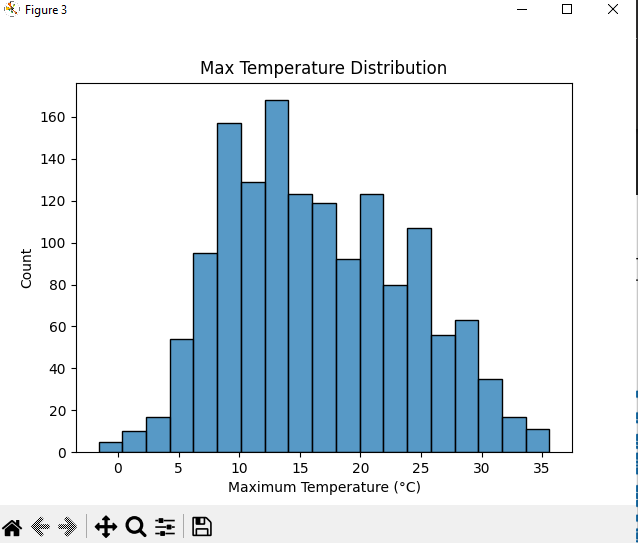 Figure 3
Max Temperature Distribution
160
140
120
100
80
60
40
20
0
Count
0 5 10 15 20 25 30 35
Maximum Temperature (°C)